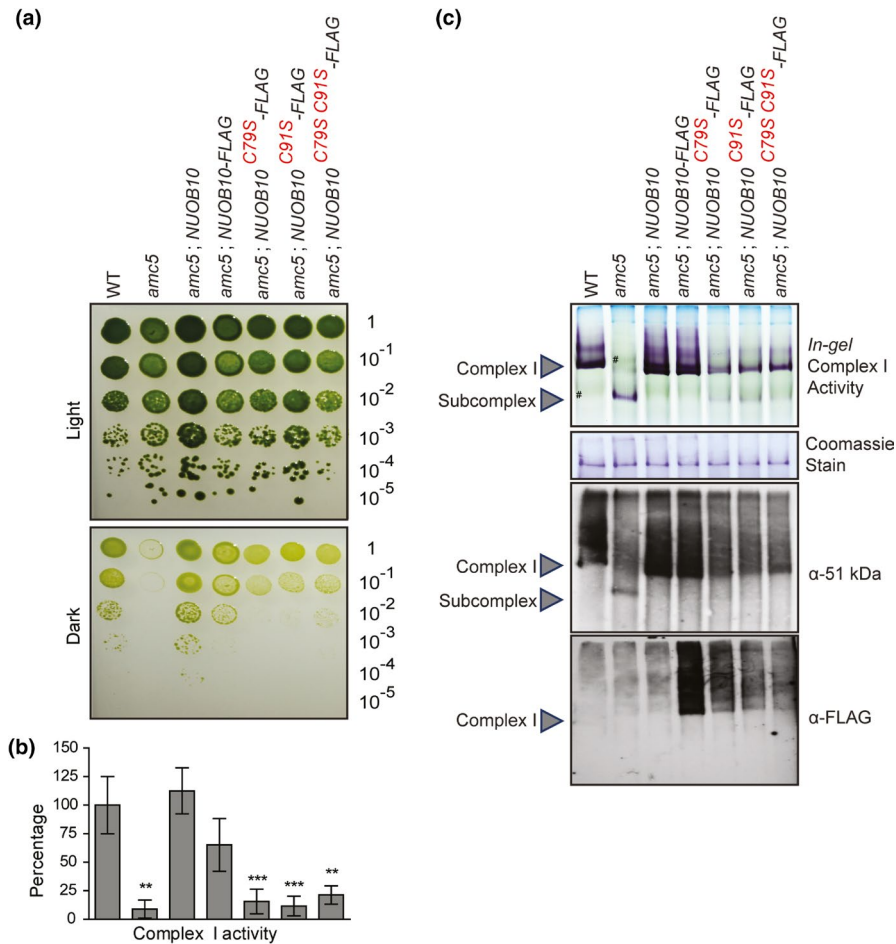 (a)
WT
amc5
amc5 ; NUOB10
amc5 ; NUOB10-FLAG
amc5 ; NUOB10 C79S-FLAG
amc5 ; NUOB10 C91S-FLAG
amc5 ; NUOB10 C79S C91S-FLAG
Light
1
10-1
10-2
10-3
10-4
10-5
Dark
1
10-1
10-2
10-3
10-4
10-5
(b)
Percentage
150
125
100
75
50
25
0
**
***
***
**
Complex I activity
(c)
WT
amc5
amc5 ; NUOB10
amc5 ; NUOB10-FLAG
amc5 ; NUOB10 C79S-FLAG
amc5 ; NUOB10 C91S-FLAG
amc5 ; NUOB10 C79S C91S-FLAG
Complex I
Subcomplex
#
#
In-gel
Complex I
Activity
Coomassie
Stain
Complex I
Subcomplex
α-51 kDa
Complex I
α-FLAG